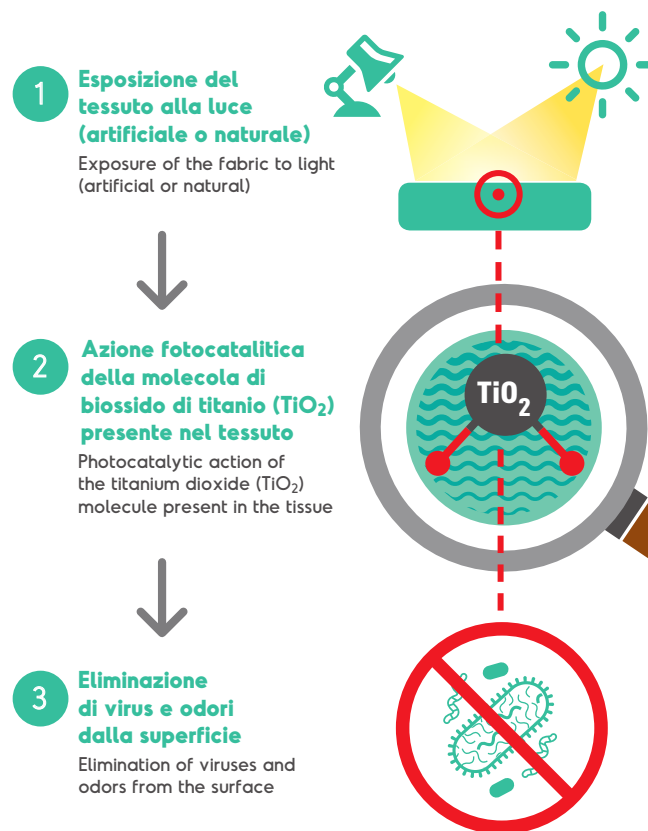 1
Esposizione del
tessuto alla luce
(artificiale o naturale)
Exposure of the fabric to light
(artificial or natural)
2
Azione fotocatalitica
della molecola di
biossido di titanio (TiO₂)
presente nel tessuto
Photocatalytic action of
the titanium dioxide (TiO₂)
molecule present in the tissue
TiO₂
3
Eliminazione
di virus e odori
dalla superficie
Elimination of viruses and
odors from the surface